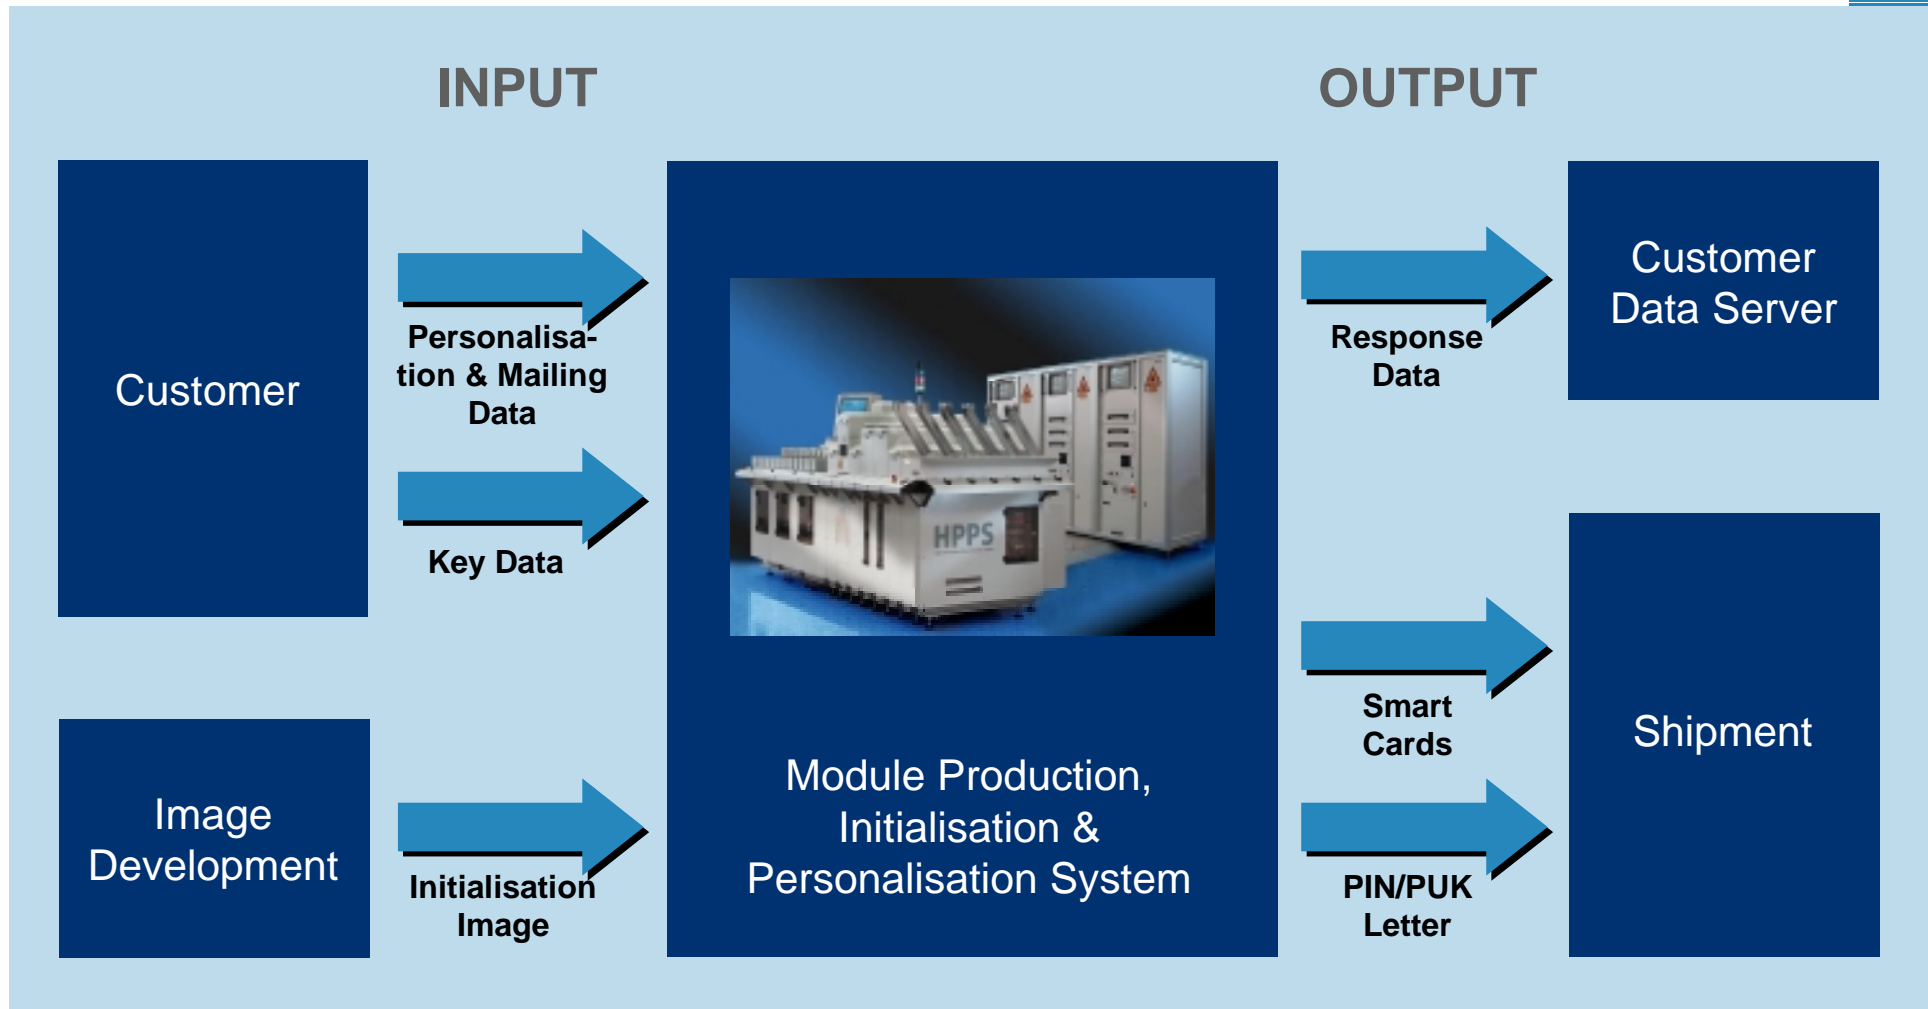 INPUT
OUTPUT
Customer
Personalisa-
tion & Mailing
Data
Key Data
Image
Development
Initialisation
Image
HPPS
Module Production,
Initialisation &
Personalisation System
Response
Data
Customer
Data Server
Smart
Cards
PIN/PUK
Letter
Shipment